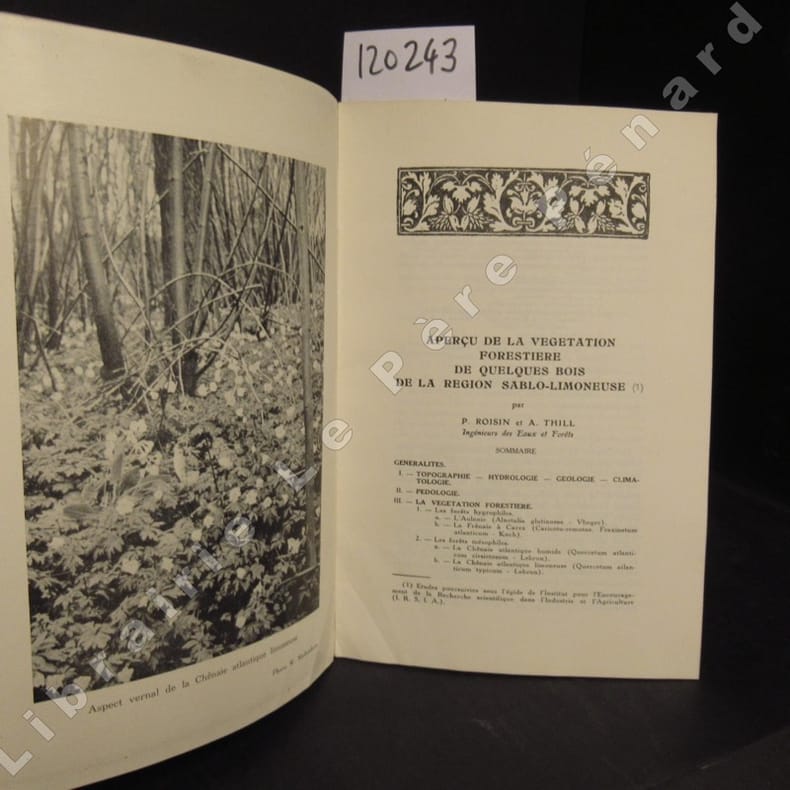 120243
Aspect vernal de la Chênaie atlantique limoneuse
Photo
APERÇU DE LA VEGETATION
FORESTIERE
DE QUELQUES BOIS
DE LA REGION SABLO-LIMONEUSE (1)
par
P. ROISIN et A. THILL
Ingénieurs des Eaux et Forêts
SOMMAIRE
GENERALITES.
I. — TOPOGRAPHIE — HYDROLOGIE — GEOLOGIE — CLIMA-
TOLOGIE.
II. — PEDOLOGIE.
III. — LA VEGETATION FORESTIERE.
1. — Les forêts hygrophiles.
a. — L'Aulnaie (Alnetalia glutinosae - Vlieger).
b. — La Frênaie à Carex (Cariceto-remotae. Fraxinetum
atlanticum - Koch).
2. — Les forêts mésophiles.
a. — La Chênaie atlantique humide (Quercetum atlanti-
cum - Lebrun).
b. — La Chênaie atlantique limoneuse (Quercetum atlan-
ticum typicum - Lebrun).
(1) Etudes poursuivies sous l'égide de l'Institut pour l'Encourage-
ment de la Recherche scientifique dans l'Industrie et l'Agriculture
(I. R. S. I. A.).
Librairie Le Père Pénard